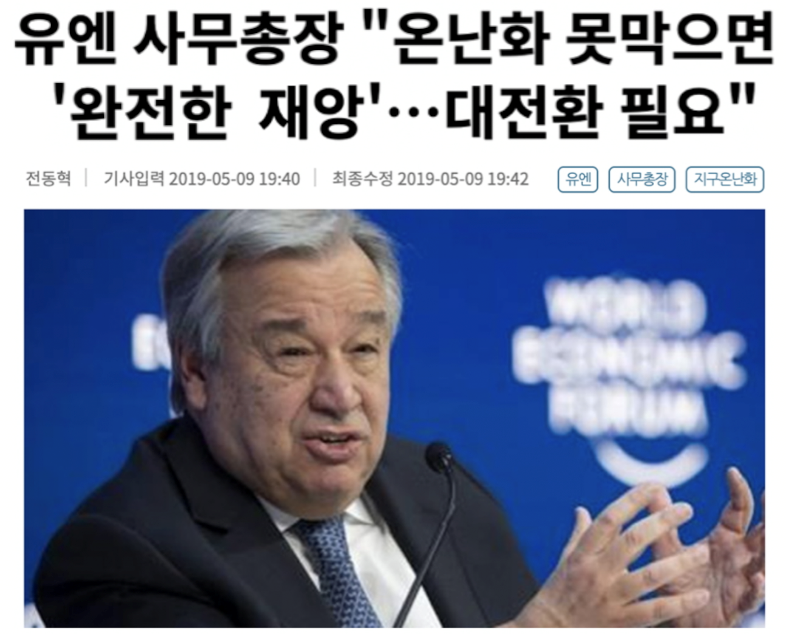 유엔 사무총장 "온난화 못막으면
'완전한 재앙'…대전환 필요"
전동혁 | 기사입력 2019-05-09 19:40 | 최종수정 2019-05-09 19:42 유엔 사무총장 지구온난화
WORLD
ECONOMIC
FORUM